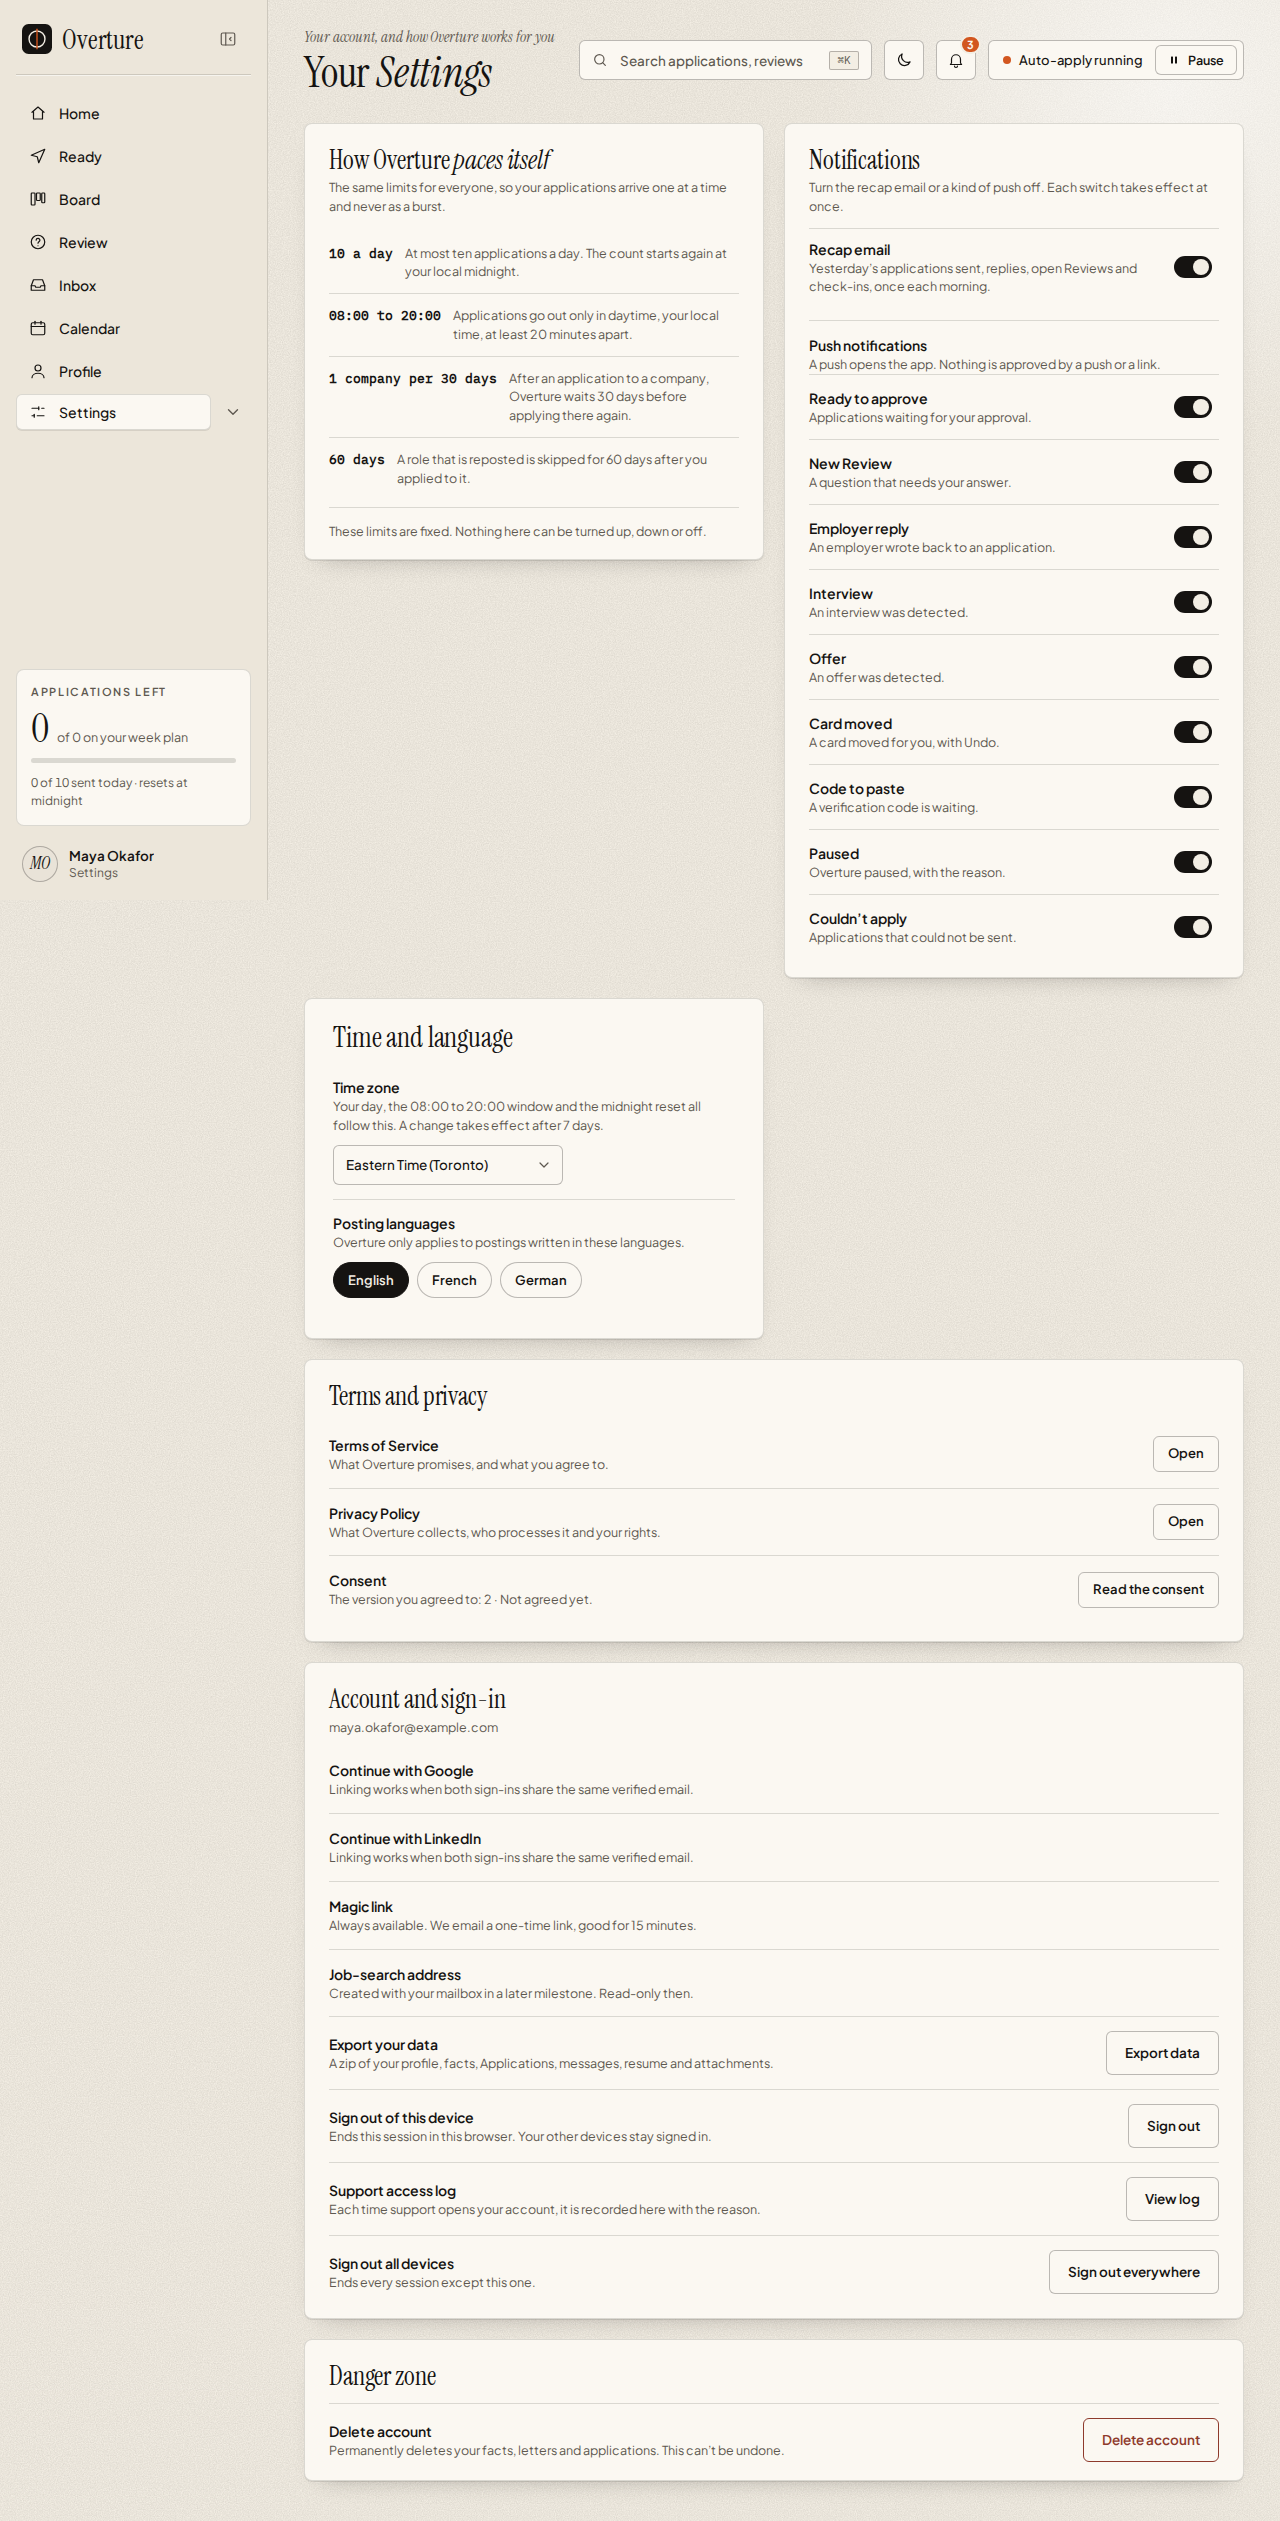 Overture
Home
Ready
Board
Review
Inbox
Calendar
Profile
Settings
APPLICATIONS LEFT
0 of 0 on your week plan
0 of 10 sent today · resets at
midnight
MO
Maya Okafor
Settings
Your account, and how Overture works for you
Your Settings
Search applications, reviews
⌘K
3
Auto-apply running
Pause
How Overture paces itself
The same limits for everyone, so your applications arrive one at a time
and never as a burst.
10 a day
At most ten applications a day. The count starts again at
your local midnight.
08:00 to 20:00
Applications go out only in daytime, your local
time, at least 20 minutes apart.
1 company per 30 days
After an application to a company,
Overture waits 30 days before
applying there again.
60 days
A role that is reposted is skipped for 60 days after you
applied to it.
These limits are fixed. Nothing here can be turned up, down or off.
Notifications
Turn the recap email or a kind of push off. Each switch takes effect at
once.
Recap email
Yesterday's applications sent, replies, open Reviews and
check-ins, once each morning.
Push notifications
A push opens the app. Nothing is approved by a push or a link.
Ready to approve
Applications waiting for your approval.
New Review
A question that needs your answer.
Employer reply
An employer wrote back to an application.
Interview
An interview was detected.
Offer
An offer was detected.
Card moved
A card moved for you, with Undo.
Code to paste
A verification code is waiting.
Paused
Overture paused, with the reason.
Couldn't apply
Applications that could not be sent.
Time and language
Time zone
Your day, the 08:00 to 20:00 window and the midnight reset all
follow this. A change takes effect after 7 days.
Eastern Time (Toronto)
Posting languages
Overture only applies to postings written in these languages.
English
French
German
Terms and privacy
Terms of Service
What Overture promises, and what you agree to.
Open
Privacy Policy
What Overture collects, who processes it and your rights.
Open
Consent
The version you agreed to: 2 · Not agreed yet.
Read the consent
Account and sign-in
maya.okafor@example.com
Continue with Google
Linking works when both sign-ins share the same verified email.
Continue with LinkedIn
Linking works when both sign-ins share the same verified email.
Magic link
Always available. We email a one-time link, good for 15 minutes.
Job-search address
Created with your mailbox in a later milestone. Read-only then.
Export your data
A zip of your profile, facts, Applications, messages, resume and attachments.
Export data
Sign out of this device
Ends this session in this browser. Your other devices stay signed in.
Sign out
Support access log
Each time support opens your account, it is recorded here with the reason.
View log
Sign out all devices
Ends every session except this one.
Sign out everywhere
Danger zone
Delete account
Permanently deletes your facts, letters and applications. This can't be undone.
Delete account